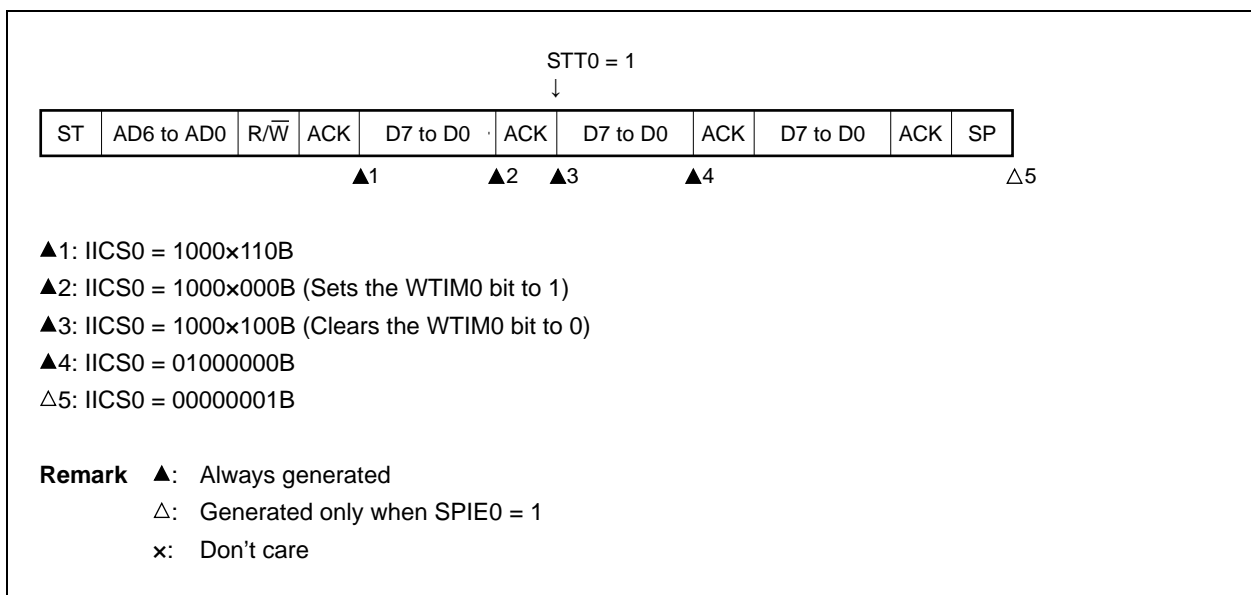 STT0 = 1
↓
ST AD6 to AD0 R/W̅ ACK D7 to D0 ACK D7 to D0 ACK D7 to D0 ACK SP
▲1 ▲2 ▲3 ▲4 △5
▲1: IICS0 = 1000×110B
▲2: IICS0 = 1000×000B (Sets the WTIM0 bit to 1)
▲3: IICS0 = 1000×100B (Clears the WTIM0 bit to 0)
▲4: IICS0 = 01000000B
△5: IICS0 = 00000001B
Remark ▲: Always generated
△: Generated only when SPIE0 = 1
×: Don't care